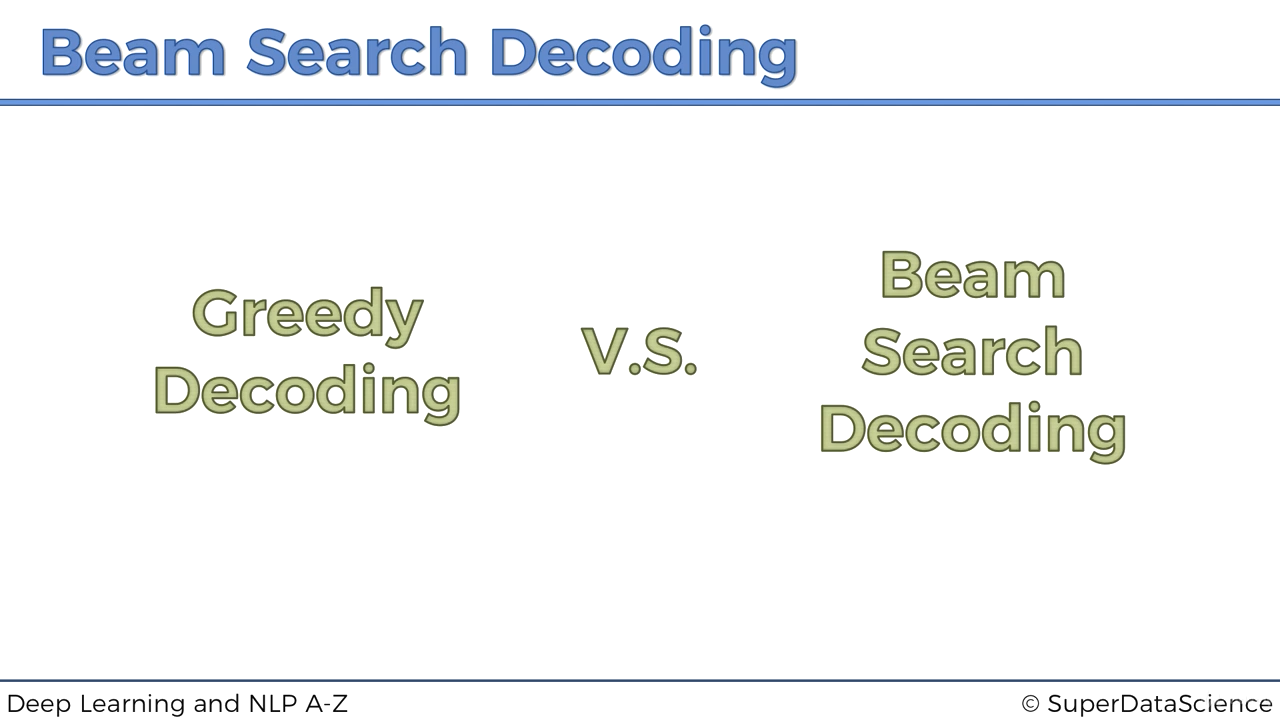 Beam Search Decoding
Greedy
Decoding
V.S.
Beam
Search
Decoding
Deep Learning and NLP A-Z
© SuperDataScience